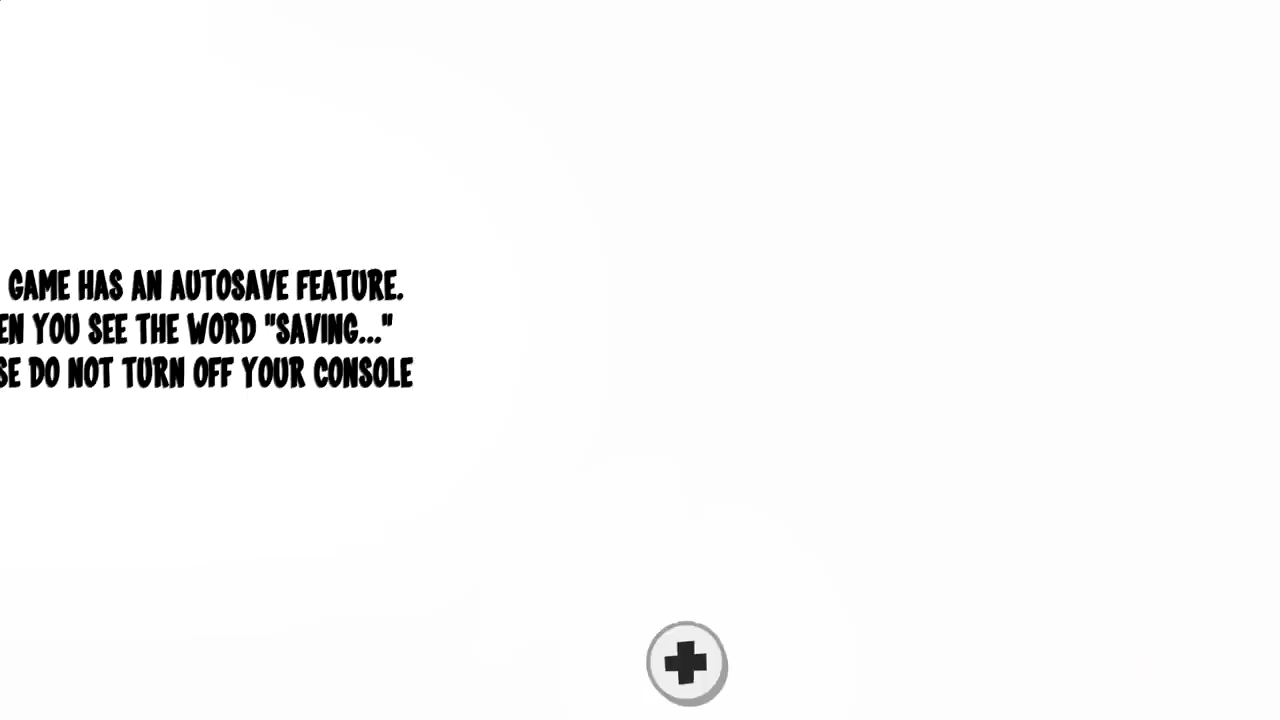 GAME HAS AN AUTOSAVE FEATURE.
EN YOU SEE THE WORD "SAVING..."
SE DO NOT TURN OFF YOUR CONSOLE